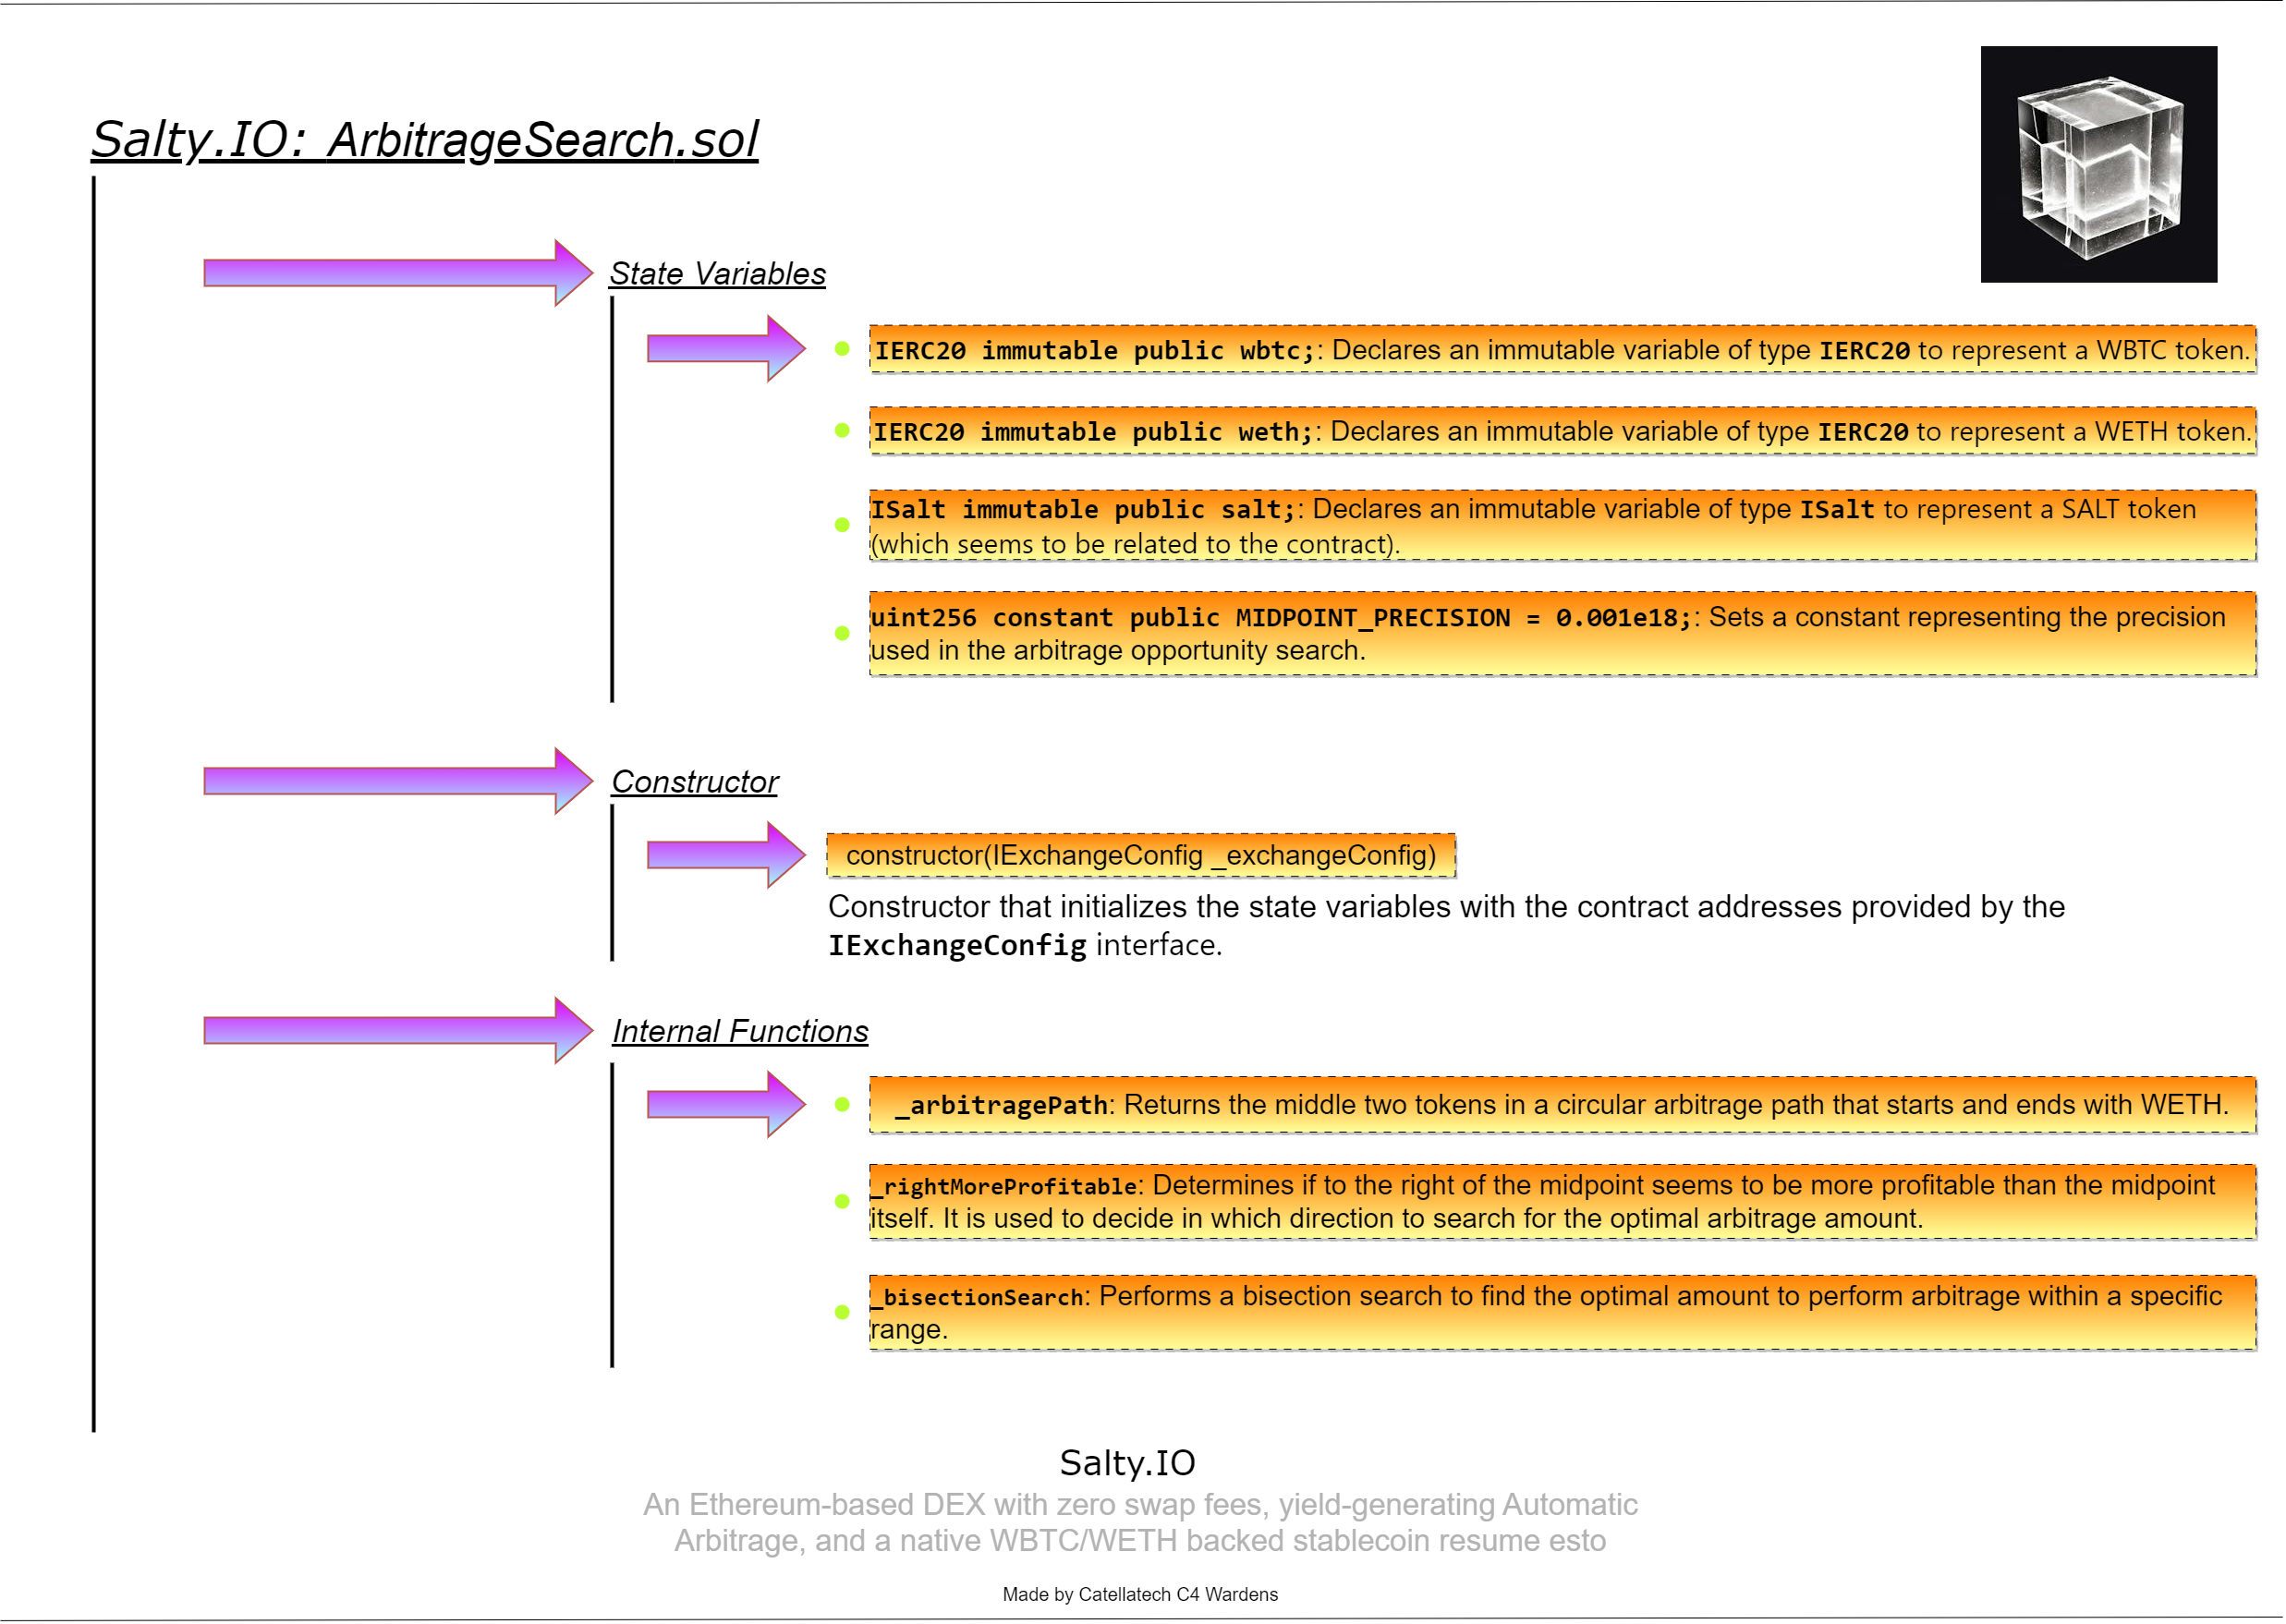 Salty.IO: ArbitrageSearch.sol
State Variables
IERC20 immutable public wbtc;: Declares an immutable variable of type IERC20 to represent a WBTC token.
IERC20 immutable public weth;: Declares an immutable variable of type IERC20 to represent a WETH token.
ISalt immutable public salt;: Declares an immutable variable of type ISalt to represent a SALT token
(which seems to be related to the contract).
uint256 constant public MIDPOINT_PRECISION = 0.001e18;: Sets a constant representing the precision
used in the arbitrage opportunity search.
Constructor
constructor(IExchangeConfig _exchangeConfig)
Constructor that initializes the state variables with the contract addresses provided by the
IExchangeConfig interface.
Internal Functions
_arbitragePath: Returns the middle two tokens in a circular arbitrage path that starts and ends with WETH.
_rightMoreProfitable: Determines if to the right of the midpoint seems to be more profitable than the midpoint
itself. It is used to decide in which direction to search for the optimal arbitrage amount.
_bisectionSearch: Performs a bisection search to find the optimal amount to perform arbitrage within a specific
range.
Salty.IO
An Ethereum-based DEX with zero swap fees, yield-generating Automatic
Arbitrage, and a native WBTC/WETH backed stablecoin resume esto
Made by Catellatech C4 Wardens